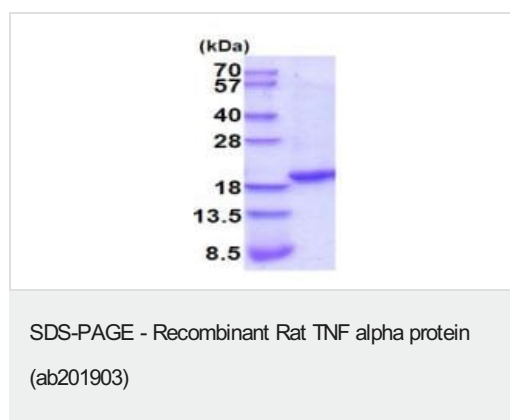 (kDa)
70
57
40
28
18
13.5
8.5
SDS-PAGE - Recombinant Rat TNF alpha protein
(ab201903)